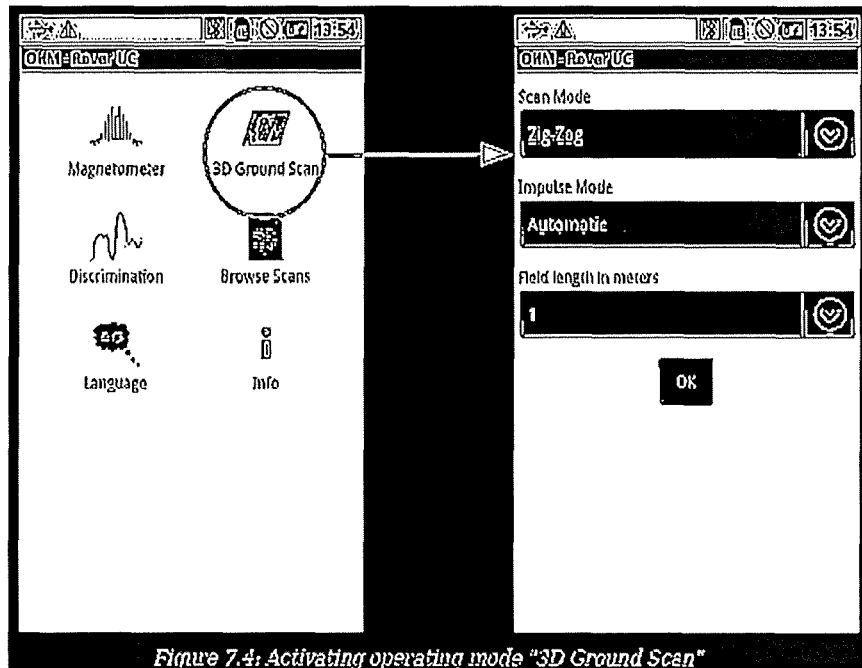 13:54
OKM - Rover UC
Magnetometer
3D Ground Scan
Discrimination
Browse Scans
Language
Info
13:54
OKM - Rover UC
Scan Mode
Zig-Zag
Impulse Mode
Automatic
Field length in meters
1
OK
Figure 7.4: Activating operating mode "3D Ground Scan"